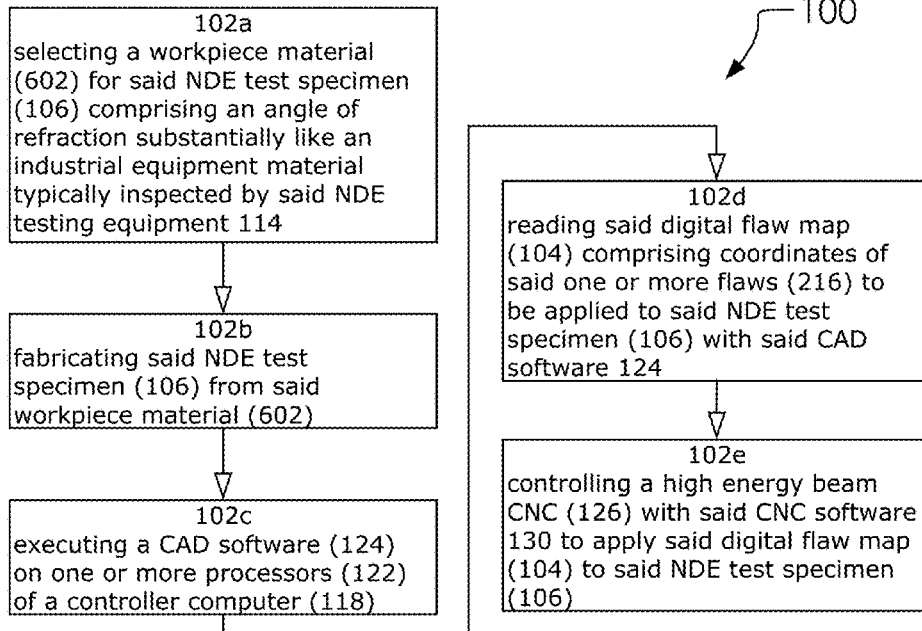 100
102a
selecting a workpiece material
(602) for said NDE test specimen
(106) comprising an angle of
refraction substantially like an
industrial equipment material
typically inspected by said NDE
testing equipment 114
102b
fabricating said NDE test
specimen (106) from said
workpiece material (602)
102c
executing a CAD software (124)
on one or more processors (122)
of a controller computer (118)
102d
reading said digital flaw map
(104) comprising coordinates of
said one or more flaws (216) to
be applied to said NDE test
specimen (106) with said CAD
software 124
102e
controlling a high energy beam
CNC (126) with said CNC software
130 to apply said digital flaw map
(104) to said NDE test specimen
(106)